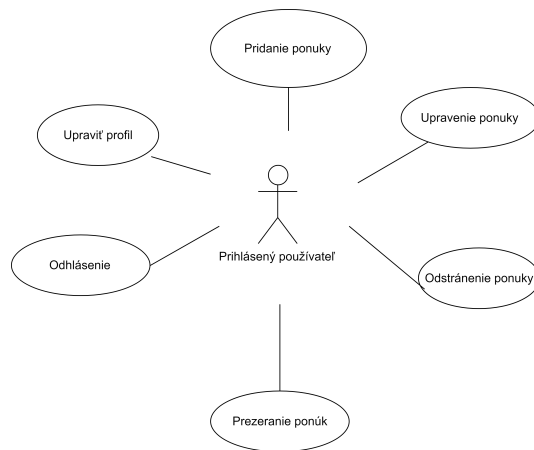 Pridanie ponuky
Upraviť profil
Upravenie ponuky
Prihlásený používateľ
Odhlásenie
Odstránenie ponuky
Prezeranie ponúk